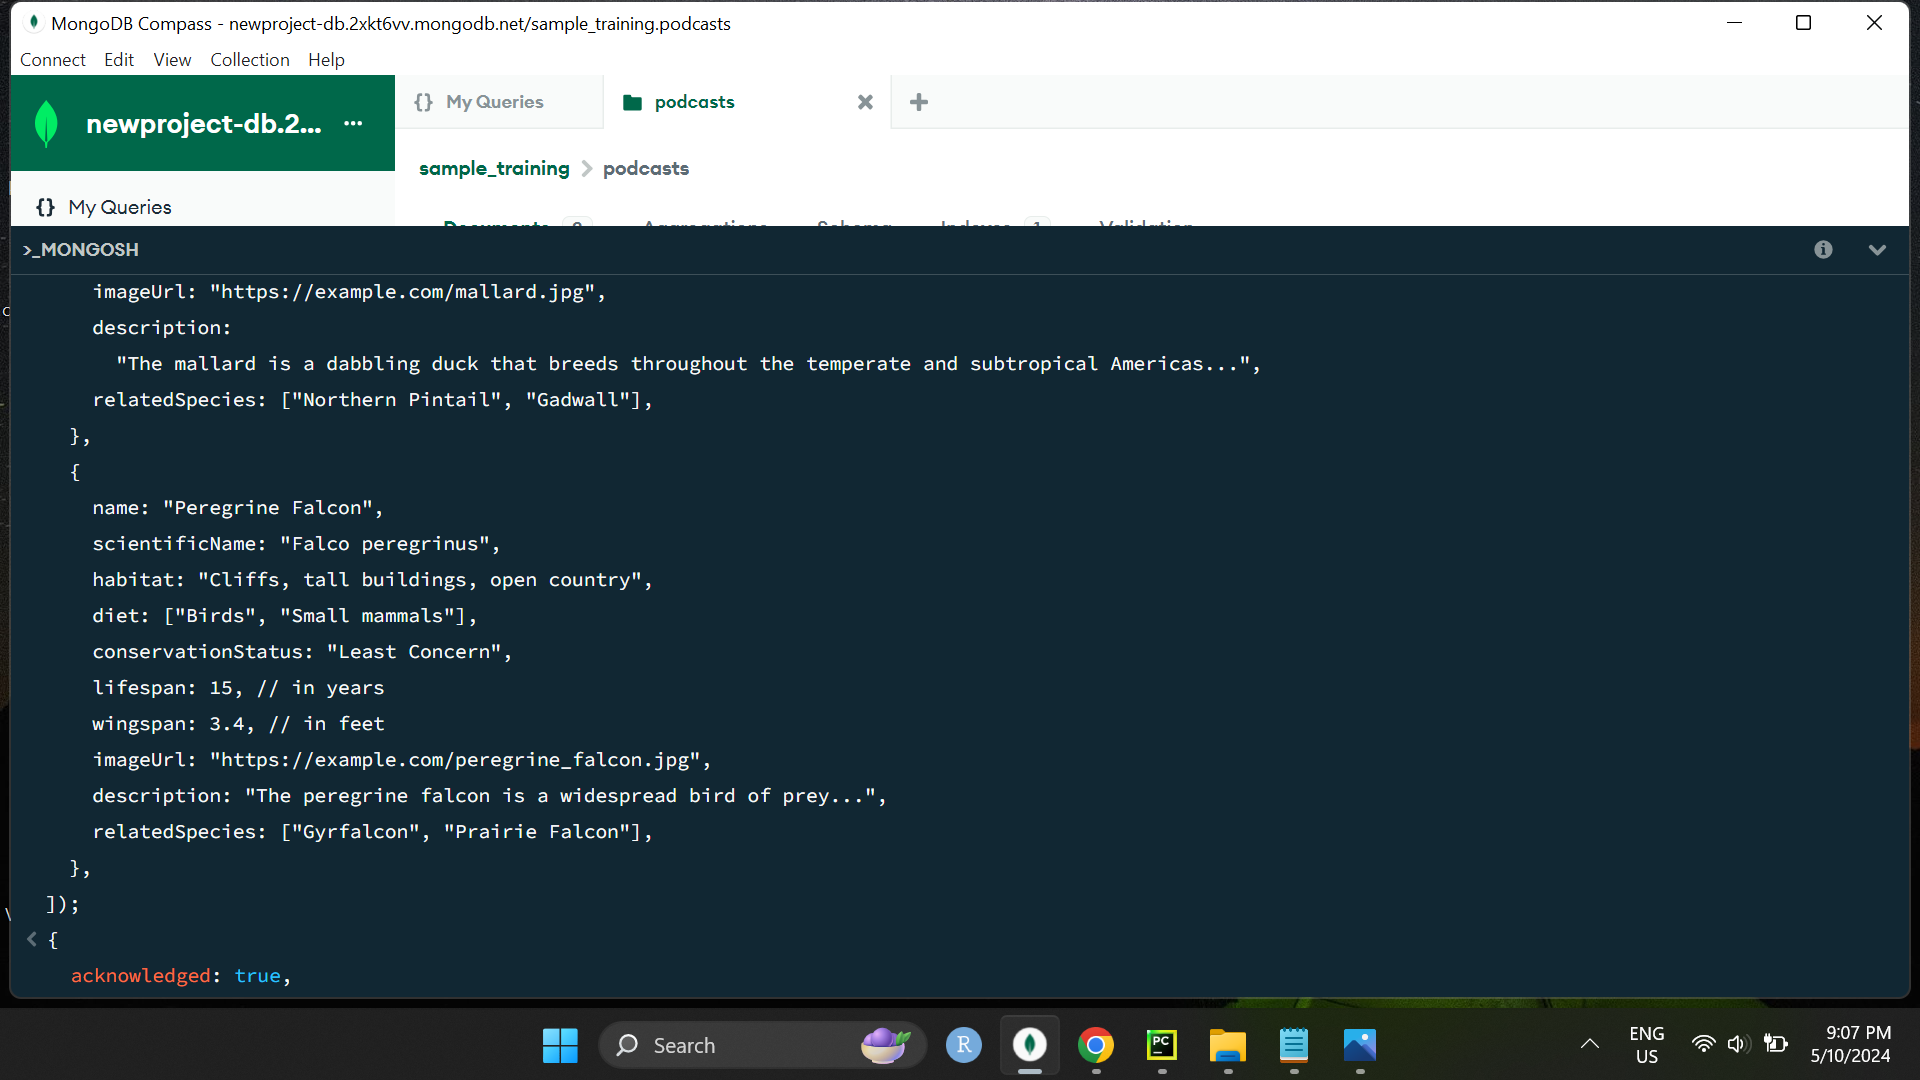 MongoDB Compass - newproject-db.2xkt6vv.mongodb.net/sample_training.podcasts
Connect Edit View Collection Help
newproject-db.2... ...
{} My Queries
podcasts
sample_training > podcasts
{} My Queries
Documents Aggregations Schema Indexes 1 Validation
>_MONGOSH
imageUrl: "https://example.com/mallard.jpg",
description:
"The mallard is a dabbling duck that breeds throughout the temperate and subtropical Americas...",
relatedSpecies: ["Northern Pintail", "Gadwall"],
},
{
name: "Peregrine Falcon",
scientificName: "Falco peregrinus",
habitat: "Cliffs, tall buildings, open country",
diet: ["Birds", "Small mammals"],
conservationStatus: "Least Concern",
lifespan: 15, // in years
wingspan: 3.4, // in feet
imageUrl: "https://example.com/peregrine_falcon.jpg",
description: "The peregrine falcon is a widespread bird of prey...",
relatedSpecies: ["Gyrfalcon", "Prairie Falcon"],
},
]);
< {
acknowledged: true,
Search
R
PC
ENG
US
9:07 PM
5/10/2024